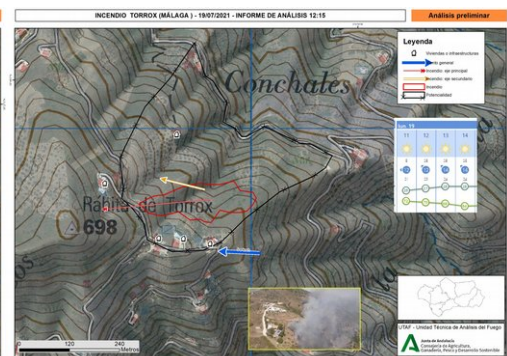 INCENDIO TORROX (MÁLAGA ) - 19/07/2021 - INFORME DE ANÁLISIS 12:15
Análisis preliminar
Leyenda
Viviendas o infraestructuras
general
Incendio: eje principal
Incendio: eje secundario
Incendio
Potencialidad
Conchales
11 12 13 14
Rábita de Torrox
698
0 120 240
Metros
UTAF - Unidad Técnica de Análisis del Fuego
Junta de Andalucía
Consejería de Agricultura,
Ganadería, Pesca y Desarrollo Sostenible